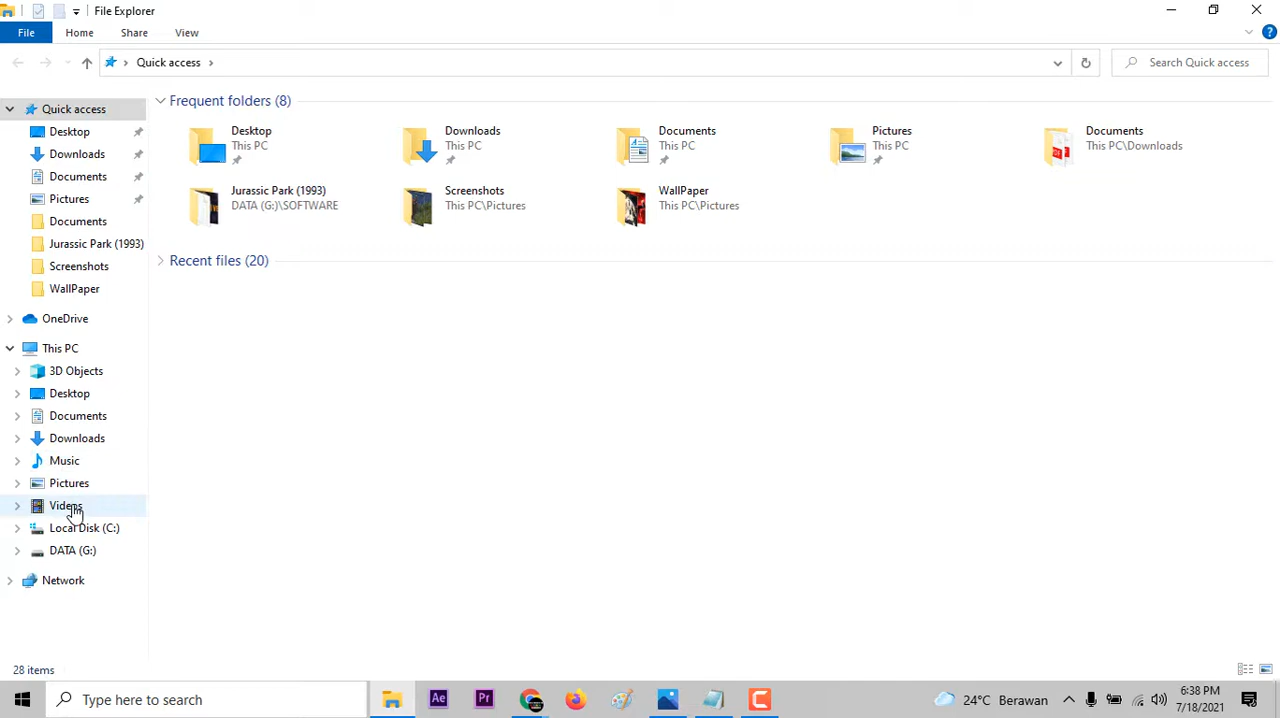 File Explorer
File Home Share View
Quick access
Search Quick access
Quick access
Desktop
Downloads
Documents
Pictures
Documents
Jurassic Park (1993)
Screenshots
WallPaper
OneDrive
This PC
3D Objects
Desktop
Documents
Downloads
Music
Pictures
Videos
Local Disk (C:)
DATA (G:)
Network
Frequent folders (8)
Desktop
This PC
Downloads
This PC
Documents
This PC
Pictures
This PC
Documents
This PC\Downloads
Jurassic Park (1993)
DATA (G:)\SOFTWARE
Screenshots
This PC\Pictures
WallPaper
This PC\Pictures
Recent files (20)
28 items
Type here to search
Ae
Pr
24°C Berawan
6:38 PM
7/18/2021